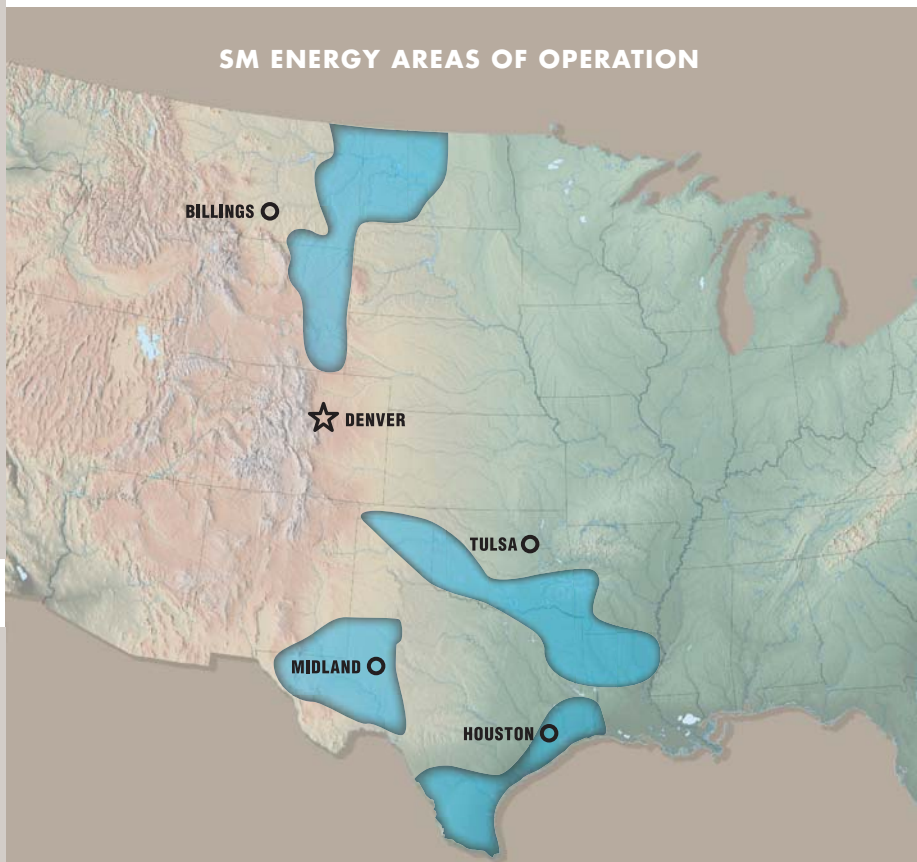 SM ENERGY AREAS OF OPERATION
BILLINGS
DENVER
TULSA
MIDLAND
HOUSTON